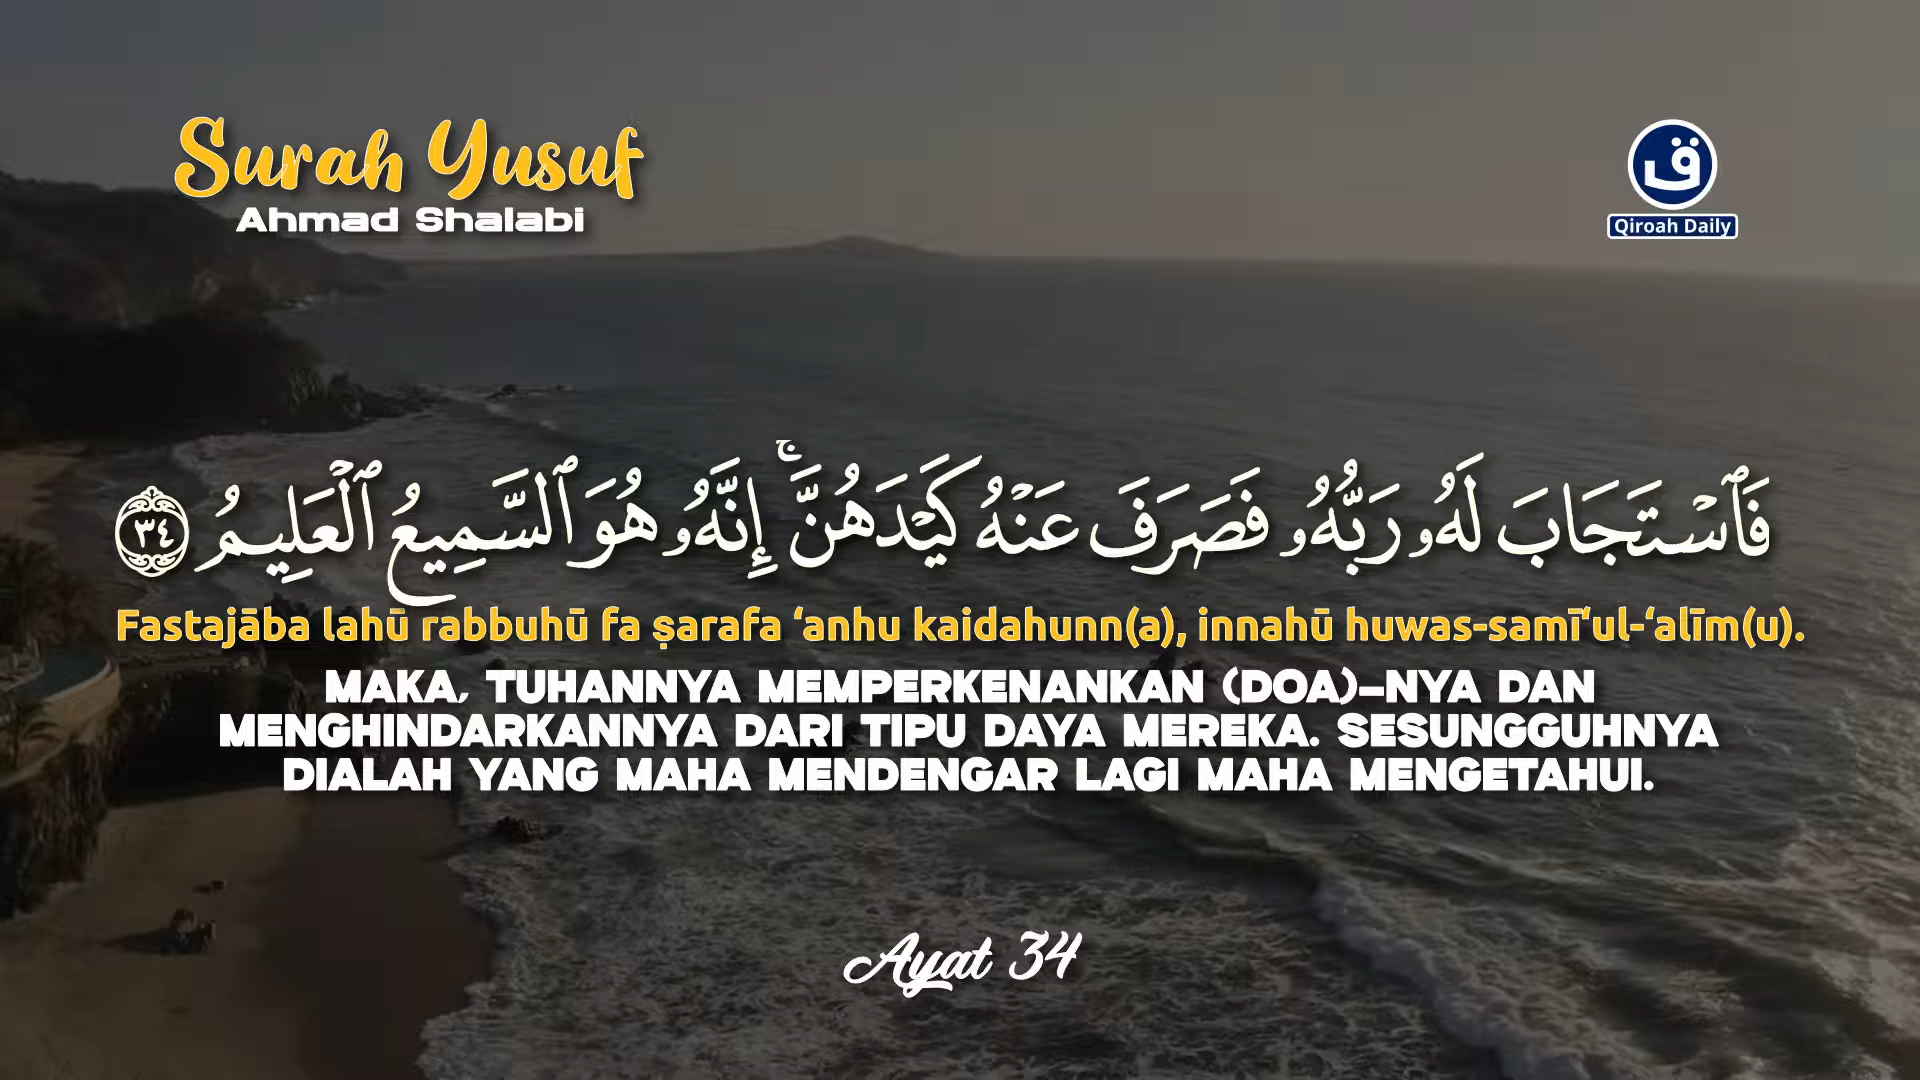 Surah Yusuf
Ahmad Shalabi
ق
Qiroah Daily
فَٱسْتَجَابَ لَهُۥ رَبُّهُۥ فَصَرَفَ عَنْهُ كَيْدَهُنَّ ۚ إِنَّهُۥ هُوَ ٱلسَّمِيعُ ٱلْعَلِيمُ ٣٤
Fastajāba lahū rabbuhū fa ṣarafa ‘anhu kaidahunn(a), innahū huwas-samī‘ul-‘alīm(u).
MAKA, TUHANNYA MEMPERKENANKAN (DOA)-NYA DAN
MENGHINDARKANNYA DARI TIPU DAYA MEREKA. SESUNGGUHNYA
DIALAH YANG MAHA MENDENGAR LAGI MAHA MENGETAHUI.
Ayat 34